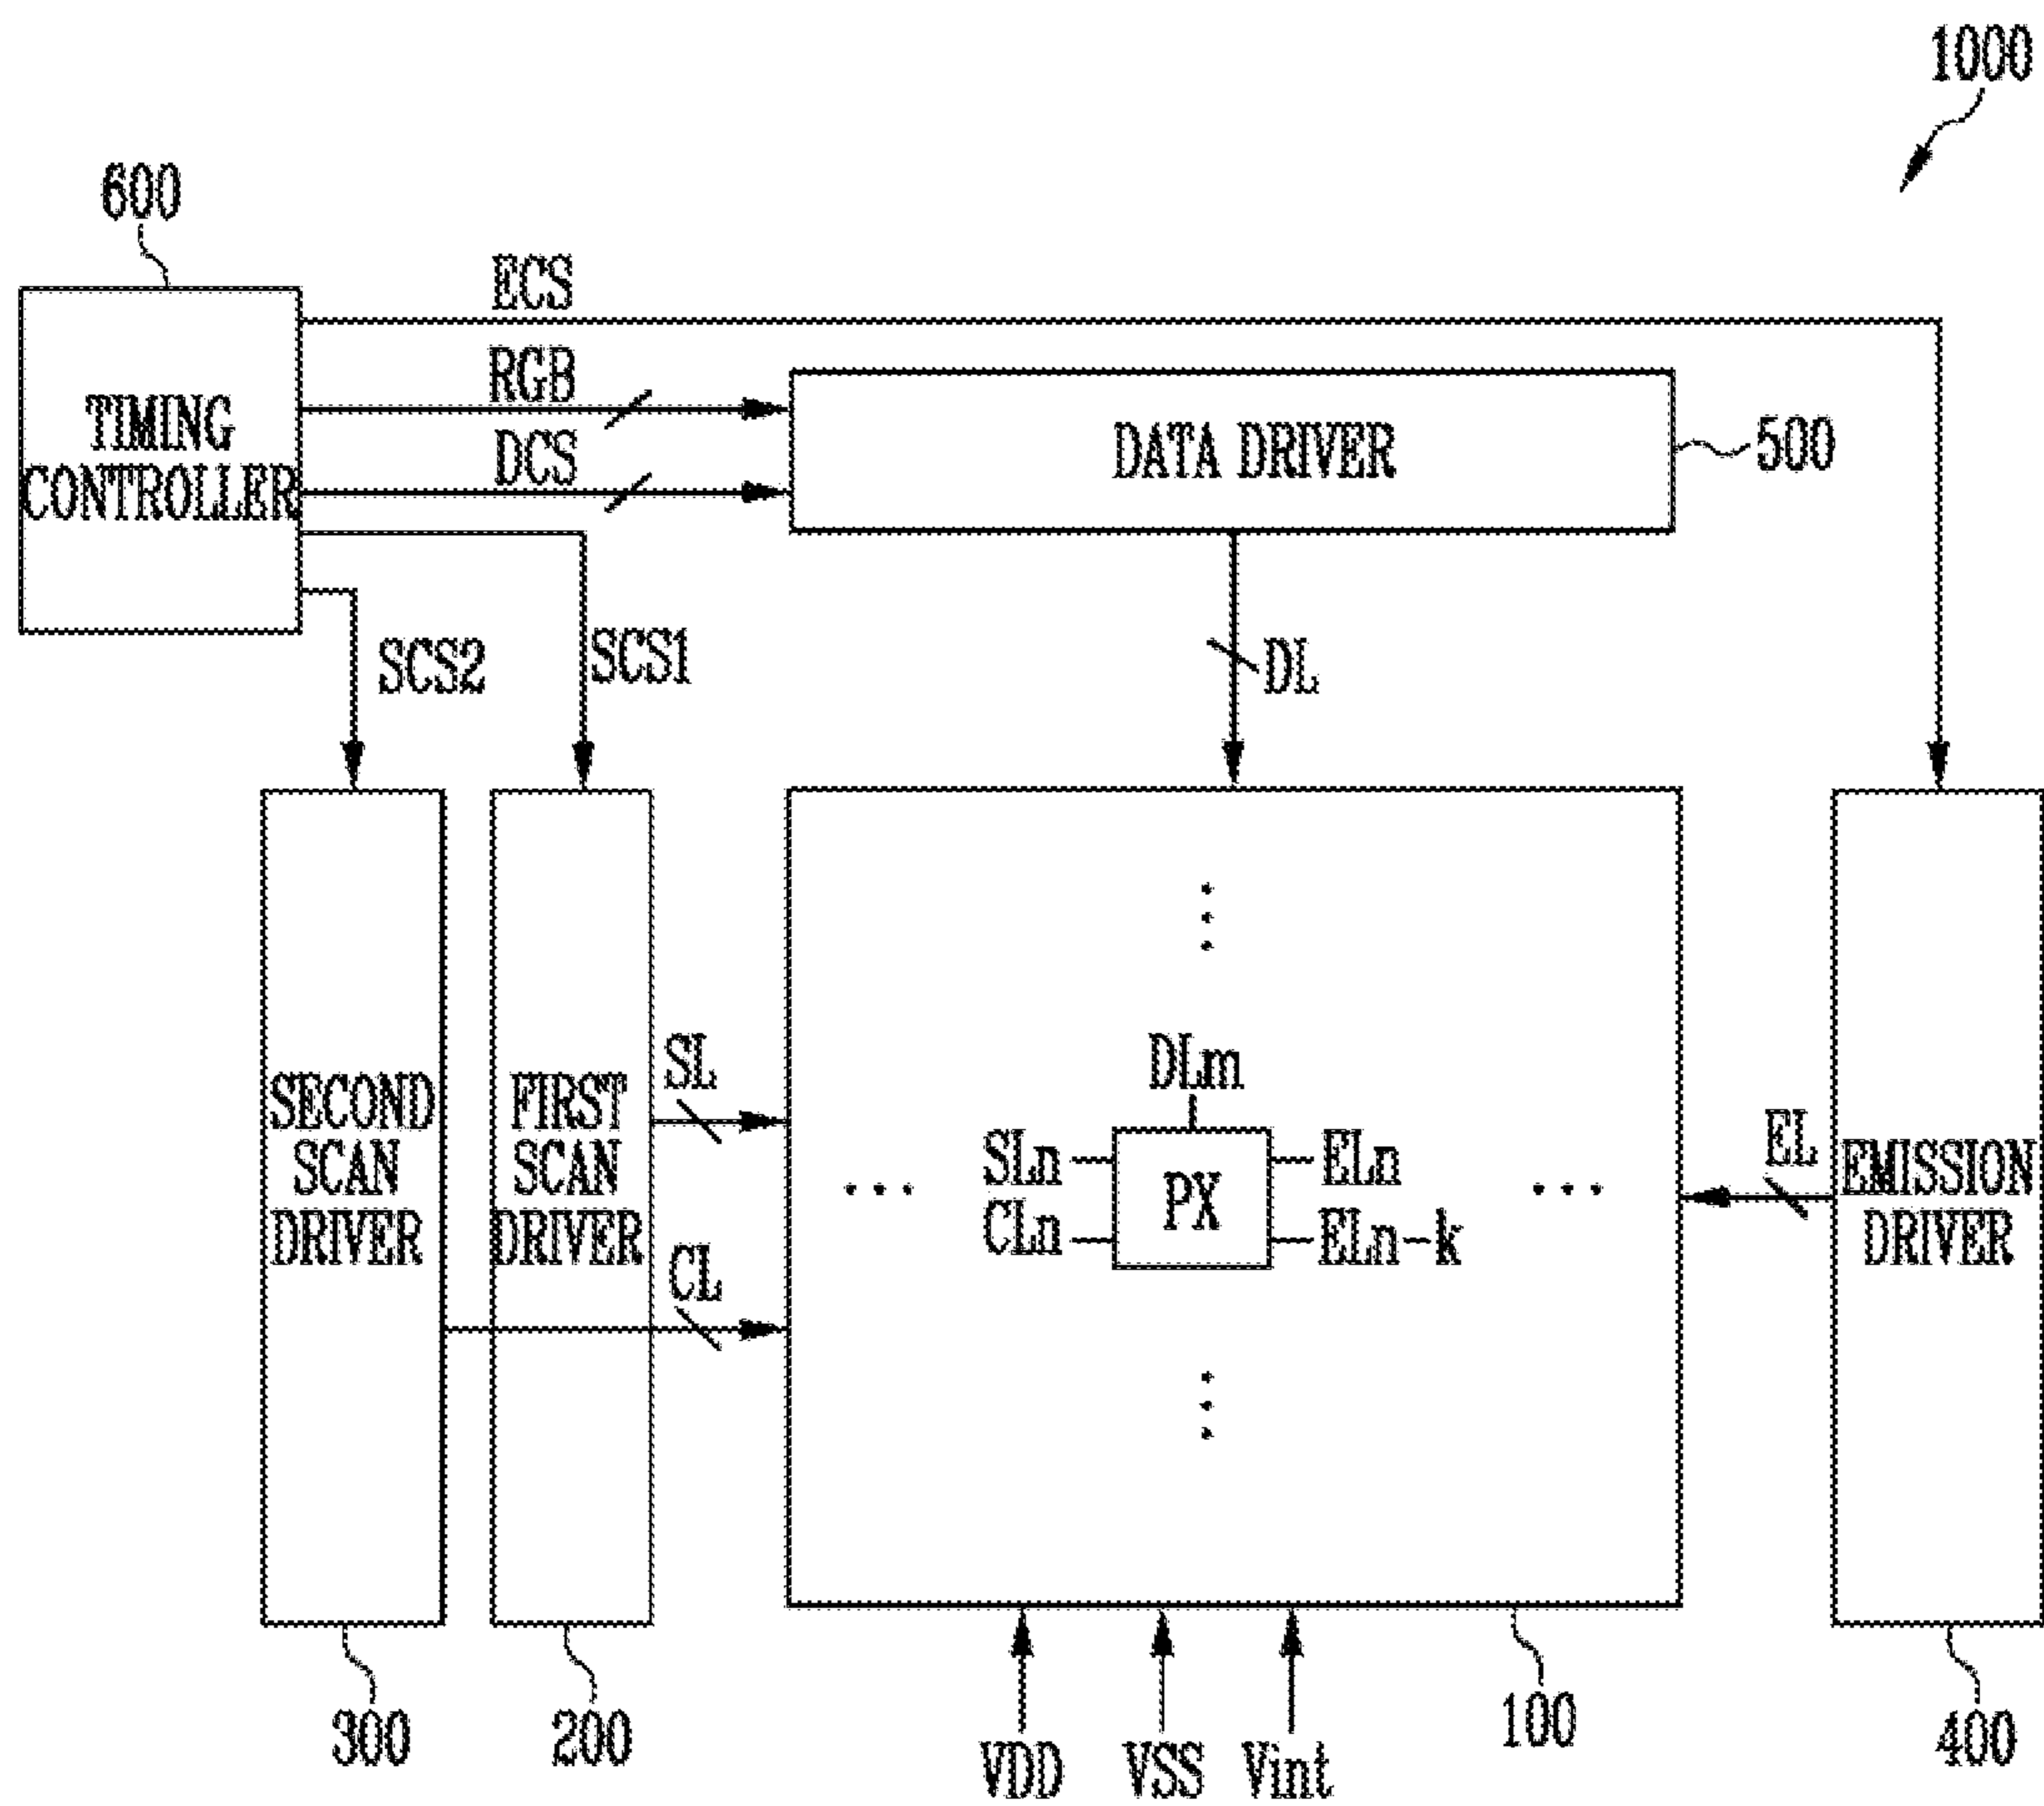 1000
600
ECS
RGB
TIMING
CONTROLLER
DCS
DATA DRIVER
500
SCS2
SCS1
DL
SECOND
SCAN
DRIVER
FIRST
SCAN
DRIVER
SL
CL
DLm
SLn
ELn
PX
CLn
ELn-k
EL
EMISSION
DRIVER
300
200
VDD
VSS
Vint
100
400